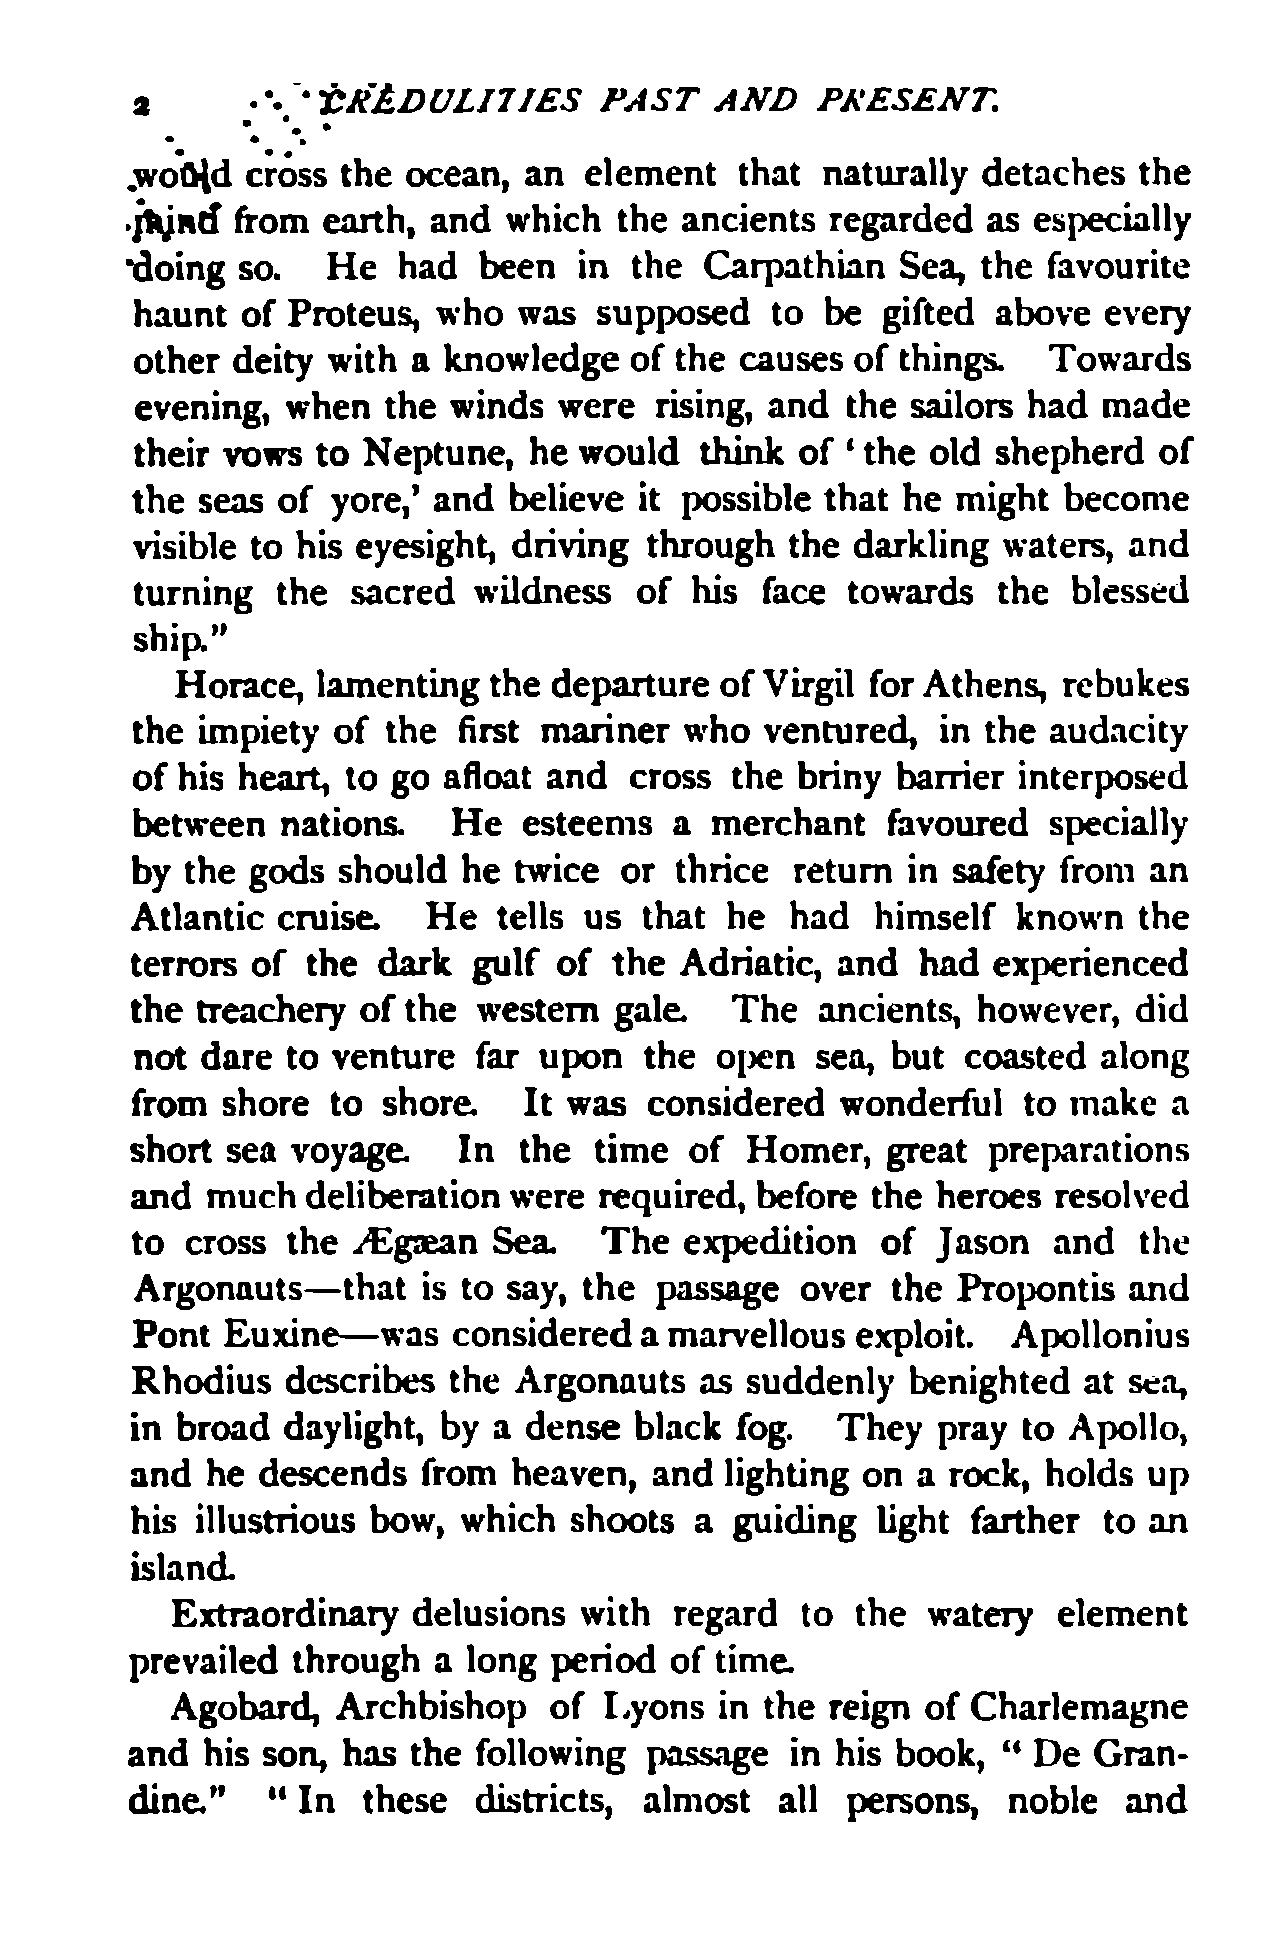 2 CREDULITIES PAST AND PRESENT.
would cross the ocean, an element that naturally detaches the
mind from earth, and which the ancients regarded as especially
doing so. He had been in the Carpathian Sea, the favourite
haunt of Proteus, who was supposed to be gifted above every
other deity with a knowledge of the causes of things. Towards
evening, when the winds were rising, and the sailors had made
their vows to Neptune, he would think of ‘ the old shepherd of
the seas of yore,’ and believe it possible that he might become
visible to his eyesight, driving through the darkling waters, and
turning the sacred wildness of his face towards the blessed
ship.”
Horace, lamenting the departure of Virgil for Athens, rebukes
the impiety of the first mariner who ventured, in the audacity
of his heart, to go afloat and cross the briny barrier interposed
between nations. He esteems a merchant favoured specially
by the gods should he twice or thrice return in safety from an
Atlantic cruise. He tells us that he had himself known the
terrors of the dark gulf of the Adriatic, and had experienced
the treachery of the western gale. The ancients, however, did
not dare to venture far upon the open sea, but coasted along
from shore to shore. It was considered wonderful to make a
short sea voyage. In the time of Homer, great preparations
and much deliberation were required, before the heroes resolved
to cross the Ægæan Sea. The expedition of Jason and the
Argonauts—that is to say, the passage over the Propontis and
Pont Euxine—was considered a marvellous exploit. Apollonius
Rhodius describes the Argonauts as suddenly benighted at sea,
in broad daylight, by a dense black fog. They pray to Apollo,
and he descends from heaven, and lighting on a rock, holds up
his illustrious bow, which shoots a guiding light farther to an
island.
Extraordinary delusions with regard to the watery element
prevailed through a long period of time.
Agobard, Archbishop of Lyons in the reign of Charlemagne
and his son, has the following passage in his book, “ De Gran-
dine.” “ In these districts, almost all persons, noble and